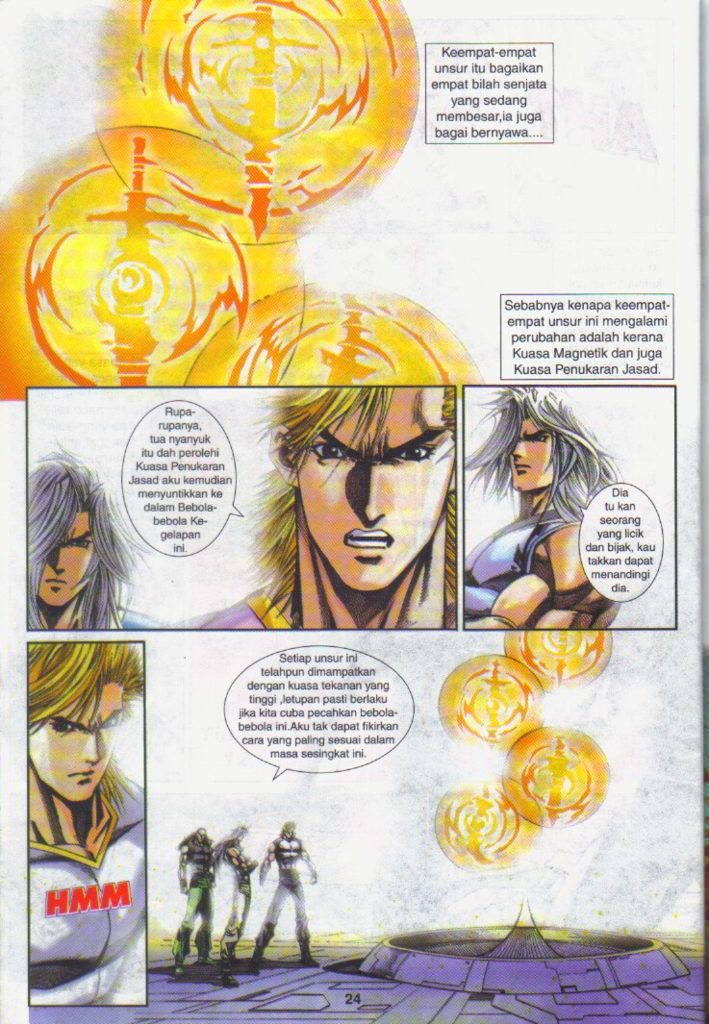 Keempat-empat
unsur itu bagaikan
empat bilah senjata
yang sedang
membesar,ia juga
bagai bernyawa....
Sebabnya kenapa keempat-
empat unsur ini mengalami
perubahan adalah kerana
Kuasa Magnetik dan juga
Kuasa Penukaran Jasad.
Rupa-
rupanya,
tua nyanyuk
itu dah perolehi
Kuasa Penukaran
Jasad aku kemudian
menyuntikkan ke
dalam Bebola-
bebola Ke-
gelapan
ini.
Dia
tu kan
seorang
yang licik
dan bijak, kau
takkan dapat
menandingi
dia.
Setiap unsur ini
telahpun dimampatkan
dengan kuasa tekanan yang
tinggi ,letupan pasti berlaku
jika kita cuba pecahkan bebola-
bebola ini.Aku tak dapat fikirkan
cara yang paling sesuai dalam
masa sesingkat ini.
HMM
24